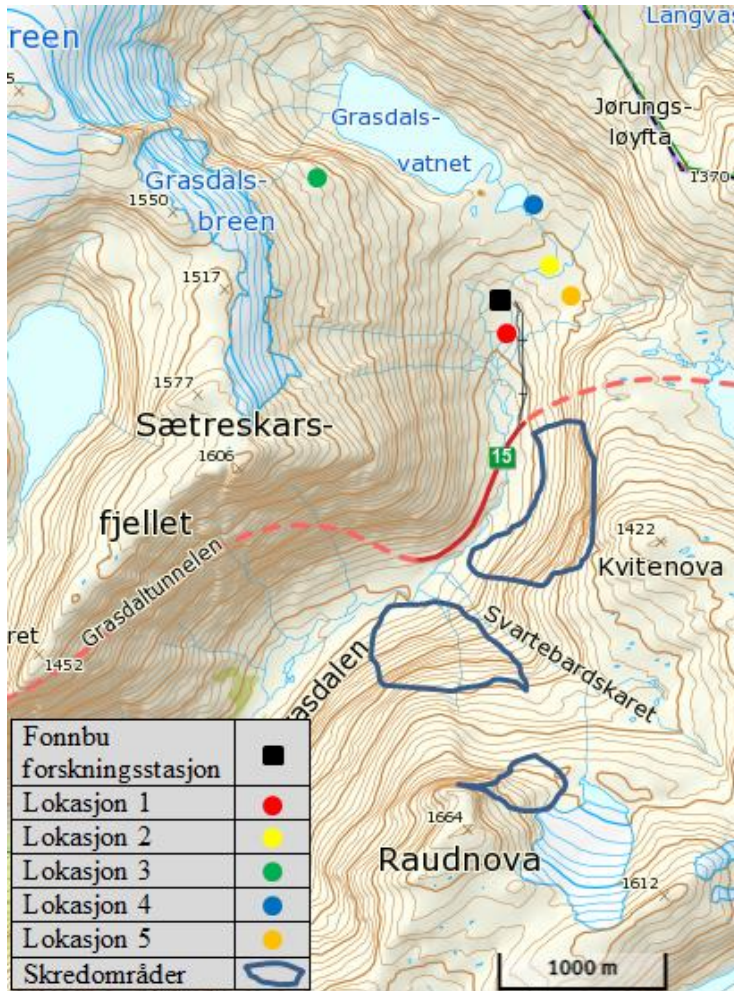 Langvas
reen
5
Grasdals-
vatnet
Jørungs-
løyfta
1370
Grasdals-
breen
1550
1517
1577
Sætreskars-
1606
15
fjellet
1422
Kvitenova
Grasdaltunnelen
ret
1452
Svartebardskaret
asdalen
Fonnbu
forskningsstasjon
Lokasjon 1
Lokasjon 2
Lokasjon 3
Lokasjon 4
Lokasjon 5
Skredområder
1664
Raudnova
1612
1000 m